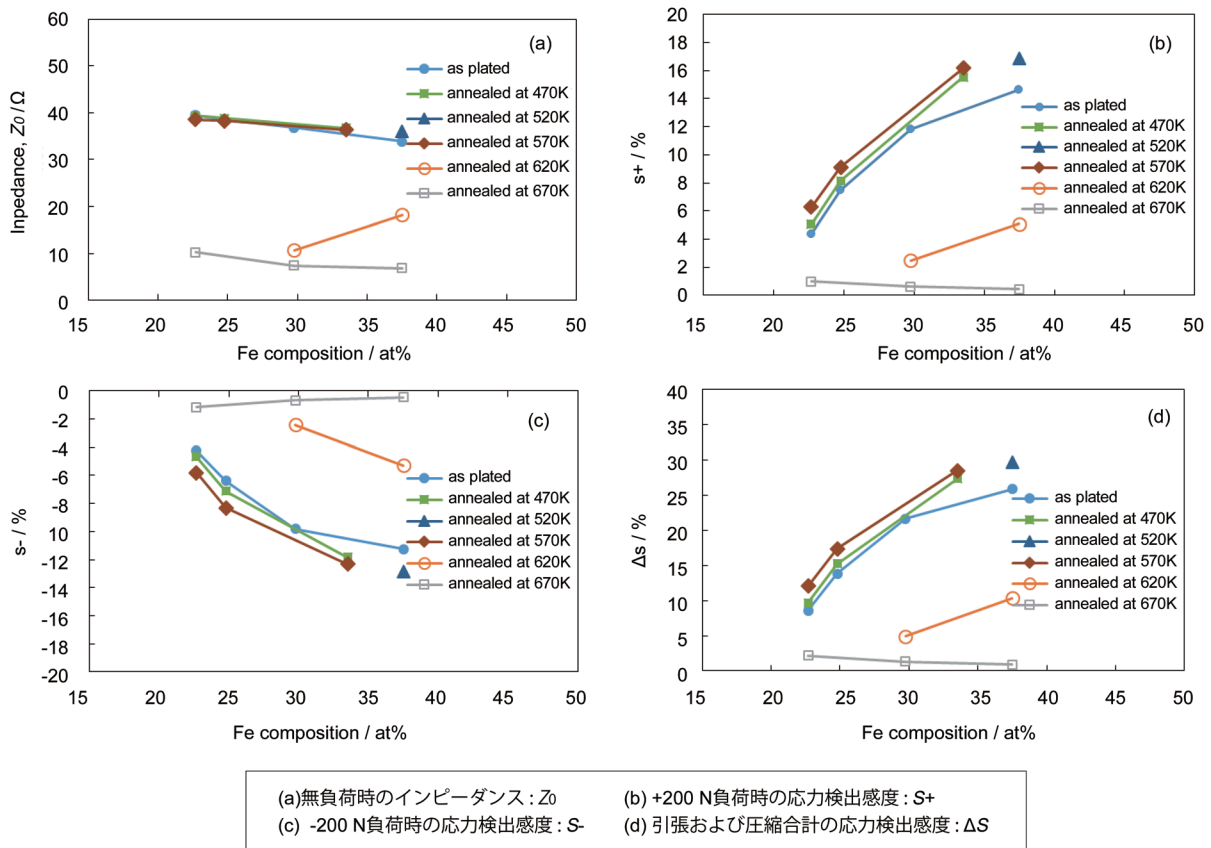 (a)
60
50
40
30
20
10
0
Inpedance, Z0 / Ω
as plated
annealed at 470K
annealed at 520K
annealed at 570K
annealed at 620K
annealed at 670K
15 20 25 30 35 40 45 50
Fe composition / at%
(b)
20
18
16
14
12
10
8
6
4
2
0
s+ / %
as plated
annealed at 470K
annealed at 520K
annealed at 570K
annealed at 620K
annealed at 670K
15 20 25 30 35 40 45 50
Fe composition / at%
(c)
0
-2
-4
-6
-8
-10
-12
-14
-16
-18
-20
s- / %
as plated
annealed at 470K
annealed at 520K
annealed at 570K
annealed at 620K
annealed at 670K
15 20 25 30 35 40 45 50
Fe composition / at%
(d)
40
35
30
25
20
15
10
5
0
Δs / %
as plated
annealed at 470K
annealed at 520K
annealed at 570K
annealed at 620K
annealed at 670K
15 20 25 30 35 40 45 50
Fe composition / at%
(a)無負荷時のインピーダンス : Z0
(b) +200 N負荷時の応力検出感度 : S+
(c) -200 N負荷時の応力検出感度 : S-
(d) 引張および圧縮合計の応力検出感度 : ΔS